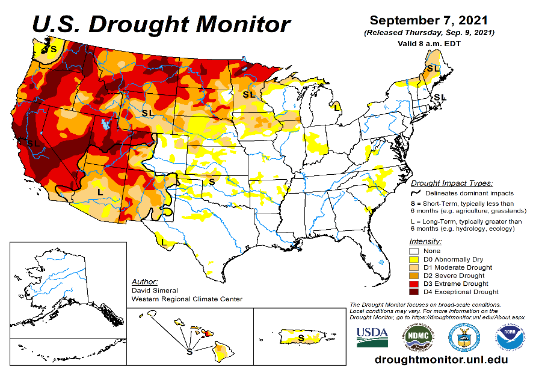 U.S. Drought Monitor
September 7, 2021
(Released Thursday, Sep. 9, 2021)
Valid 8 a.m. EDT
S
SL
SL
SL
SL
SL
L
S
Drought Impact Types:
Delineates dominant impacts
S = Short-Term, typically less than
6 months (e.g. agriculture, grasslands)
L = Long-Term, typically greater than
6 months (e.g. hydrology, ecology)
Intensity:
None
D0 Abnormally Dry
D1 Moderate Drought
D2 Severe Drought
D3 Extreme Drought
D4 Exceptional Drought
Author:
David Simeral
Western Regional Climate Center
S
S
The Drought Monitor focuses on broad-scale conditions.
Local conditions may vary. For more information on the
Drought Monitor, go to https://droughtmonitor.unl.edu/About.aspx
USDA
NDMC
droughtmonitor.unl.edu